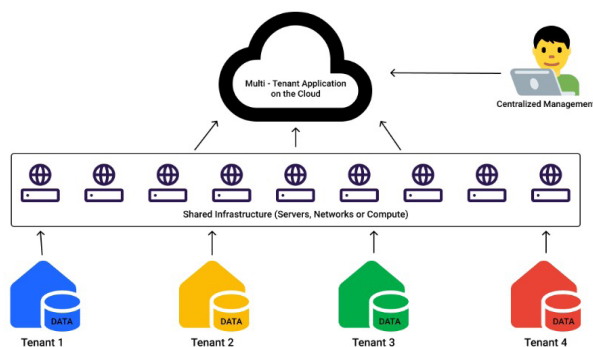 Multi - Tenant Application
on the Cloud
Centralized Management
Shared Infrastructure (Servers, Networks or Compute)
DATA
DATA
DATA
DATA
Tenant 1
Tenant 2
Tenant 3
Tenant 4